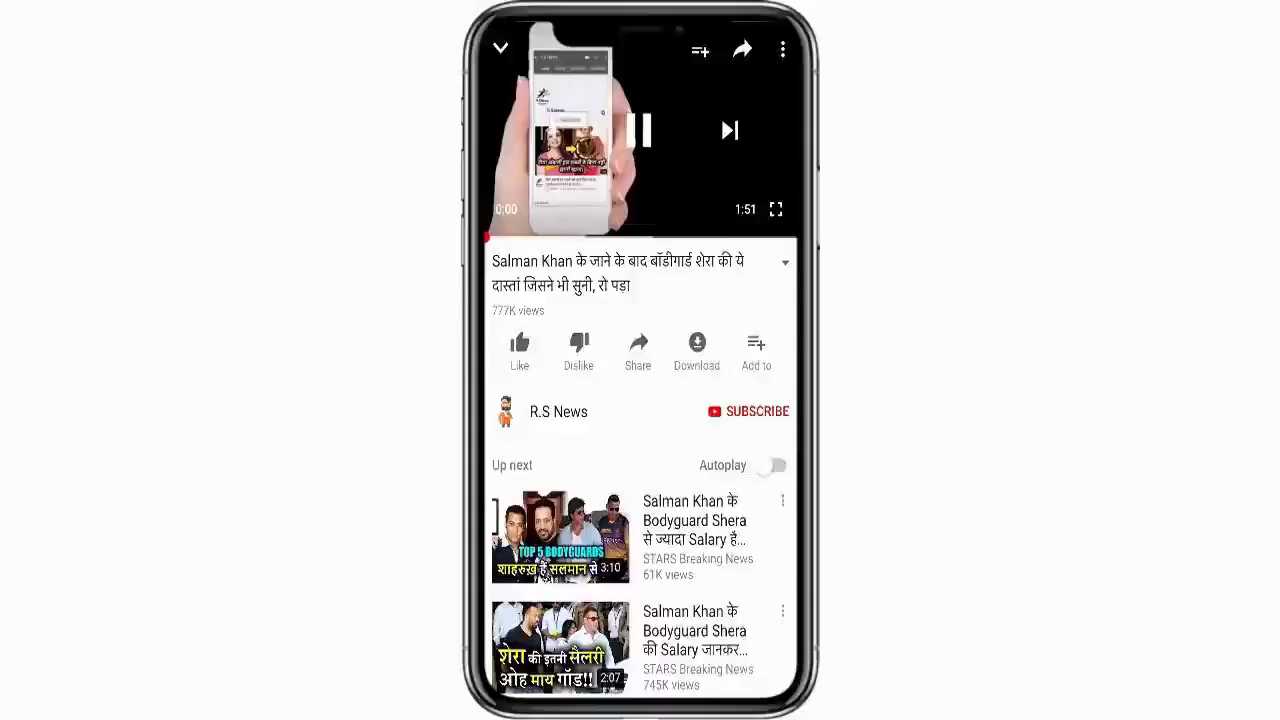 0:00
1:51
Salman Khan के जाने के बाद बॉडीगार्ड शेरा की ये
दास्तां जिसने भी सुनी, रो पड़ा
777K views
Like
Dislike
Share
Download
Add to
R.S News
SUBSCRIBE
Up next
Autoplay
TOP 5 BODYGUARDS
शाहरुख़ हैं सलमान से
3:10
Salman Khan के
Bodyguard Shera
से ज्यादा Salary है...
STARS Breaking News
61K views
शेरा की इतनी सैलरी
ओह माय गॉड!!
2:07
Salman Khan के
Bodyguard Shera
की Salary जानकर...
STARS Breaking News
745K views